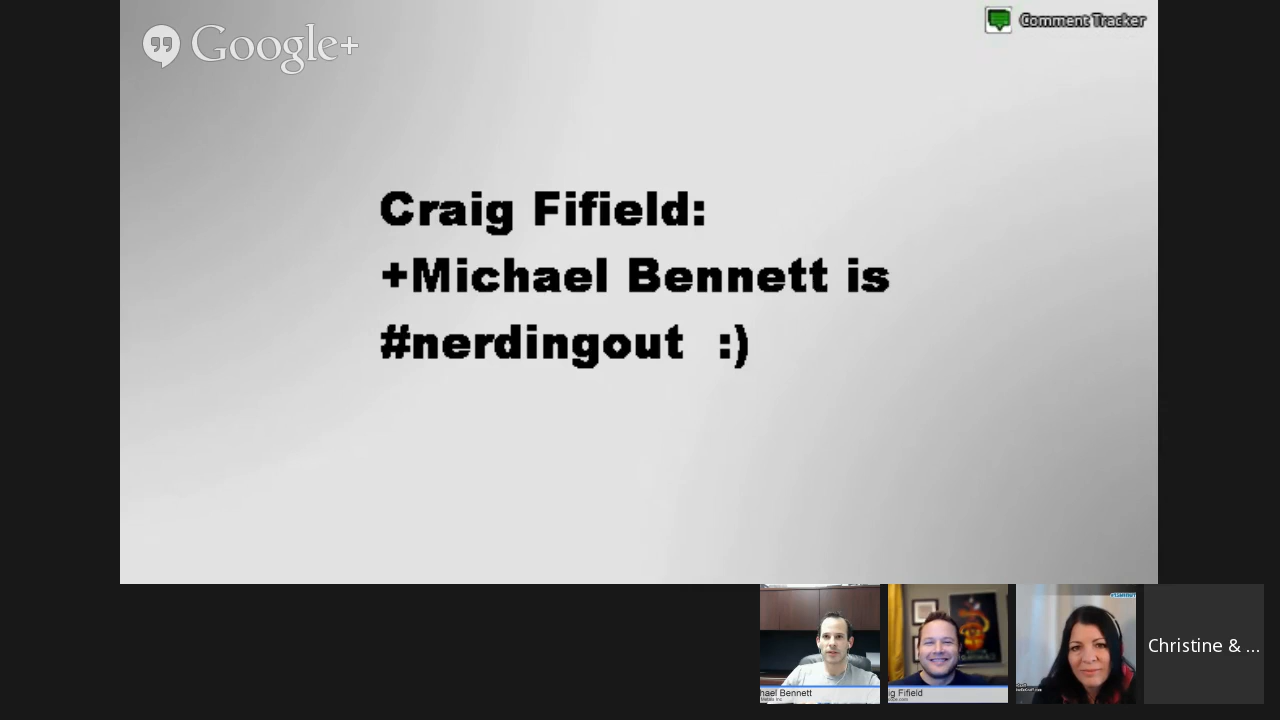 Google+
Comment Tracker
Craig Fifield:
+Michael Bennett is
#nerdingout :)
hael Bennett
ig Fifield
Christine & ...